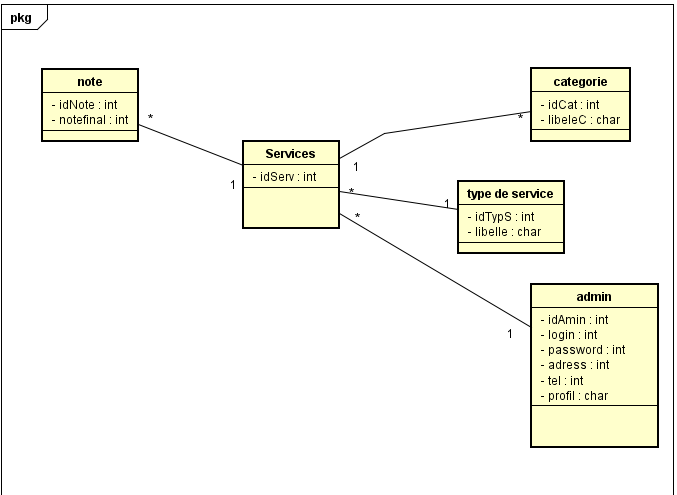 pkg
note
- idNote : int
- notefinal : int
*
1
Services
- idServ : int
1
*
*
categorie
- idCat : int
- libeleC : char
*
type de service
- idTypS : int
- libelle : char
1
admin
- idAmin : int
- login : int
- password : int
- adress : int
- tel : int
- profil : char
1